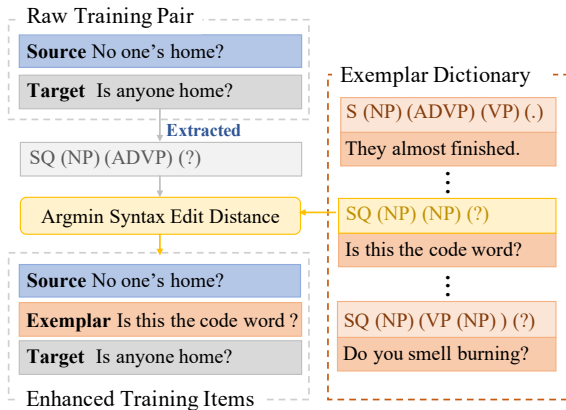 Raw Training Pair
Source No one's home?
Target Is anyone home?
Extracted
SQ (NP) (ADVP) (?)
Argmin Syntax Edit Distance
Source No one's home?
Exemplar Is this the code word ?
Target Is anyone home?
Enhanced Training Items
Exemplar Dictionary
S (NP) (ADVP) (VP) (.)
They almost finished.
SQ (NP) (NP) (?)
Is this the code word?
SQ (NP) (VP (NP) ) (?)
Do you smell burning?